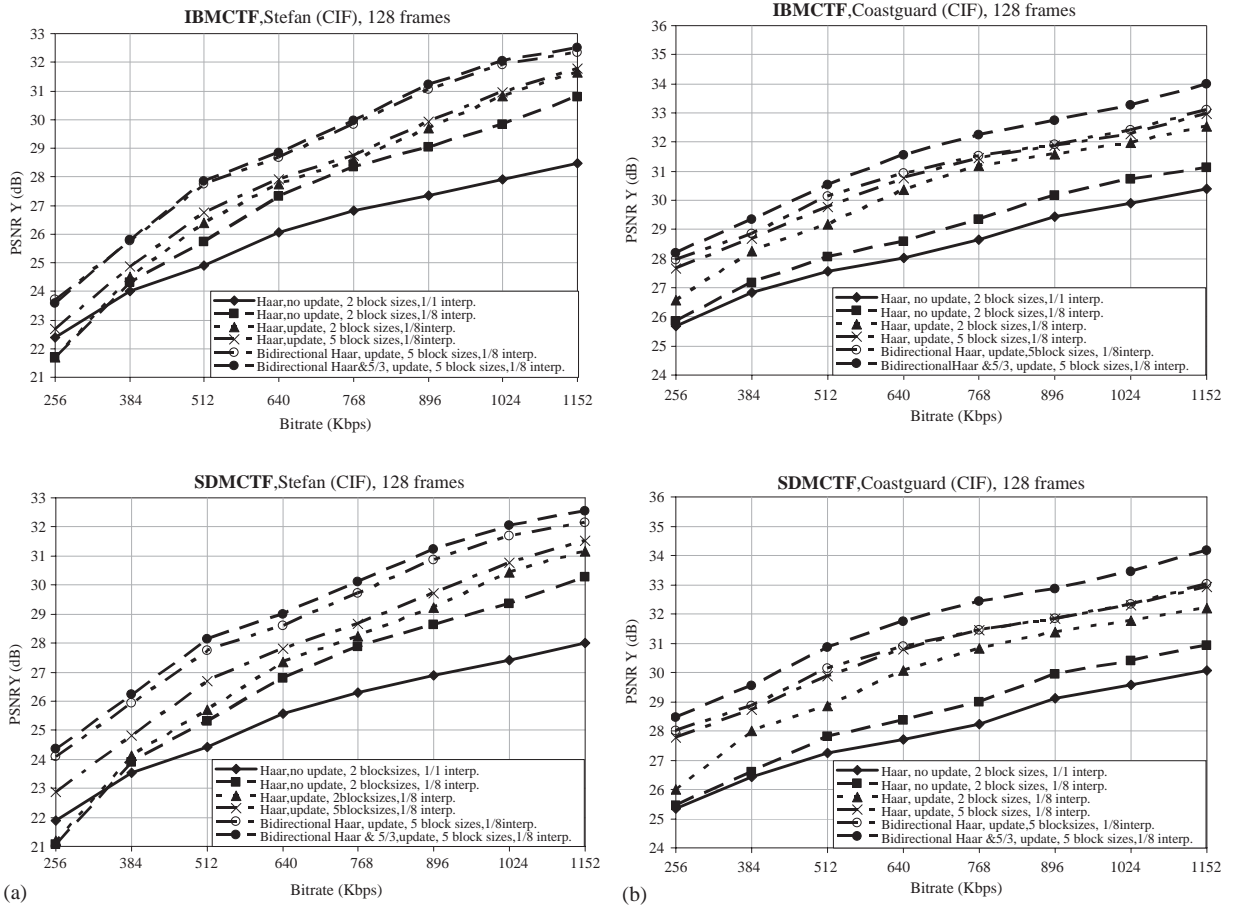 IBMCTF,Stefan (CIF), 128 frames
33
32
31
30
29
28
27
26
25
24
23
22
21
PSNR Y (dB)
Haar,no update, 2 block sizes,1/1 interp.
Haar,no update, 2 block sizes,1/8 interp.
Haar,update, 2 block sizes,1/8interp.
Haar,update, 5 block sizes,1/8interp.
Bidirectional Haar, update, 5 block sizes,1/8 interp.
Bidirectional Haar&5/3, update, 5 block sizes,1/8 interp.
256 384 512 640 768 896 1024 1152
Bitrate (Kbps)
IBMCTF,Coastguard (CIF), 128 frames
36
35
34
33
32
31
30
29
28
27
26
25
24
PSNR Y (dB)
Haar, no update, 2 block sizes,1/1 interp.
Haar, no update, 2 block sizes,1/8 interp.
Haar, update, 2 block sizes,1/8 interp.
Haar, update, 5 block sizes,1/8 interp.
Bidirectional Haar, update,5block sizes, 1/8interp.
BidirectionalHaar &5/3, update, 5 block sizes,1/8 interp.
256 384 512 640 768 896 1024 1152
Bitrate (Kbps)
SDMCTF,Stefan (CIF), 128 frames
33
32
31
30
29
28
27
26
25
24
23
22
21
PSNR Y (dB)
Haar,no update, 2 blocksizes, 1/1 interp.
Haar,no update, 2 blocksizes, 1/8 interp.
Haar,update, 2blocksizes,1/8 interp.
Haar,update, 5blocksizes,1/8 interp.
Bidirectional Haar, update, 5 block sizes,1/8interp.
Bidirectional Haar & 5/3,update, 5 block sizes,1/8 interp.
256 384 512 640 768 896 1024 1152
Bitrate (Kbps)
(a)
SDMCTF,Coastguard (CIF), 128 frames
36
35
34
33
32
31
30
29
28
27
26
25
24
PSNR Y (dB)
Haar, no update, 2 block sizes, 1/1 interp.
Haar, no update, 2 block sizes, 1/8 interp.
Haar, update, 2 block sizes, 1/8 interp.
Haar, update, 5 block sizes, 1/8 interp.
Bidirectional Haar, update,5 blocksizes, 1/8interp.
Bidirectional Haar &5/3, update, 5 block sizes,1/8 interp.
256 384 512 640 768 896 1024 1152
Bitrate (Kbps)
(b)